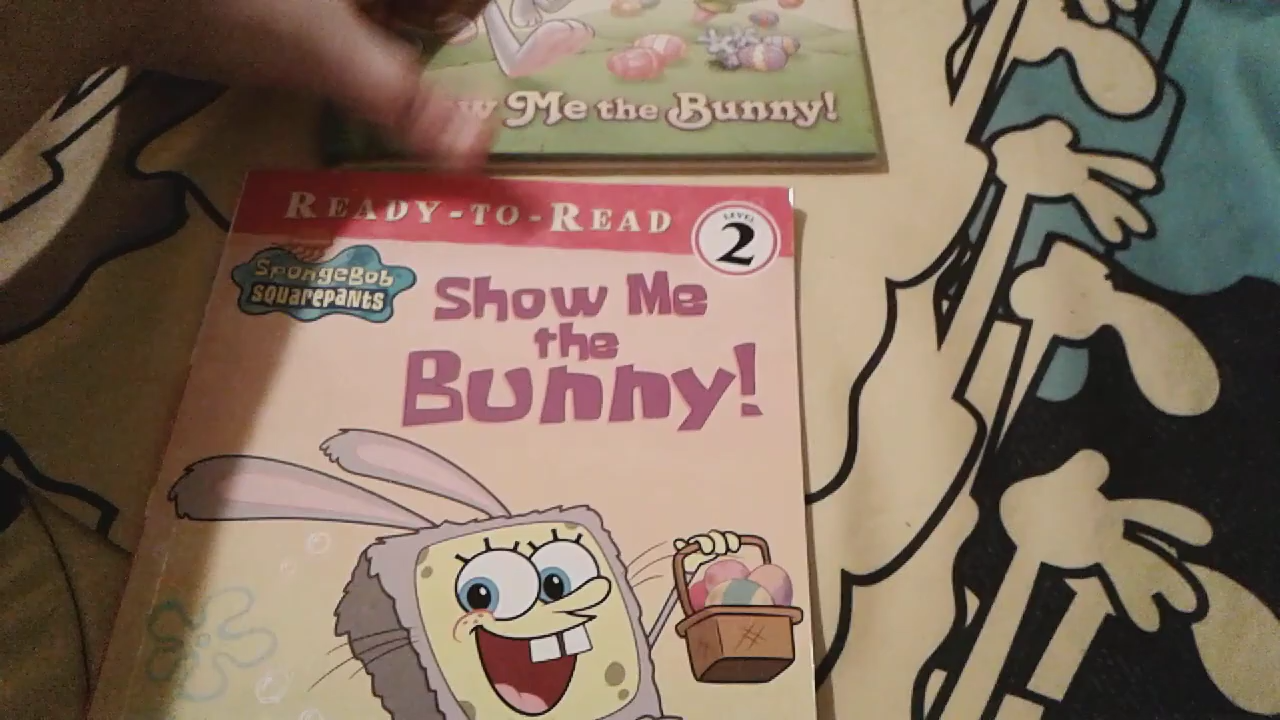 Me the Bunny!
READY-TO-READ
LEVEL
2
SpongeBob
SQUAREPANTS
Show Me
the
Bunny!